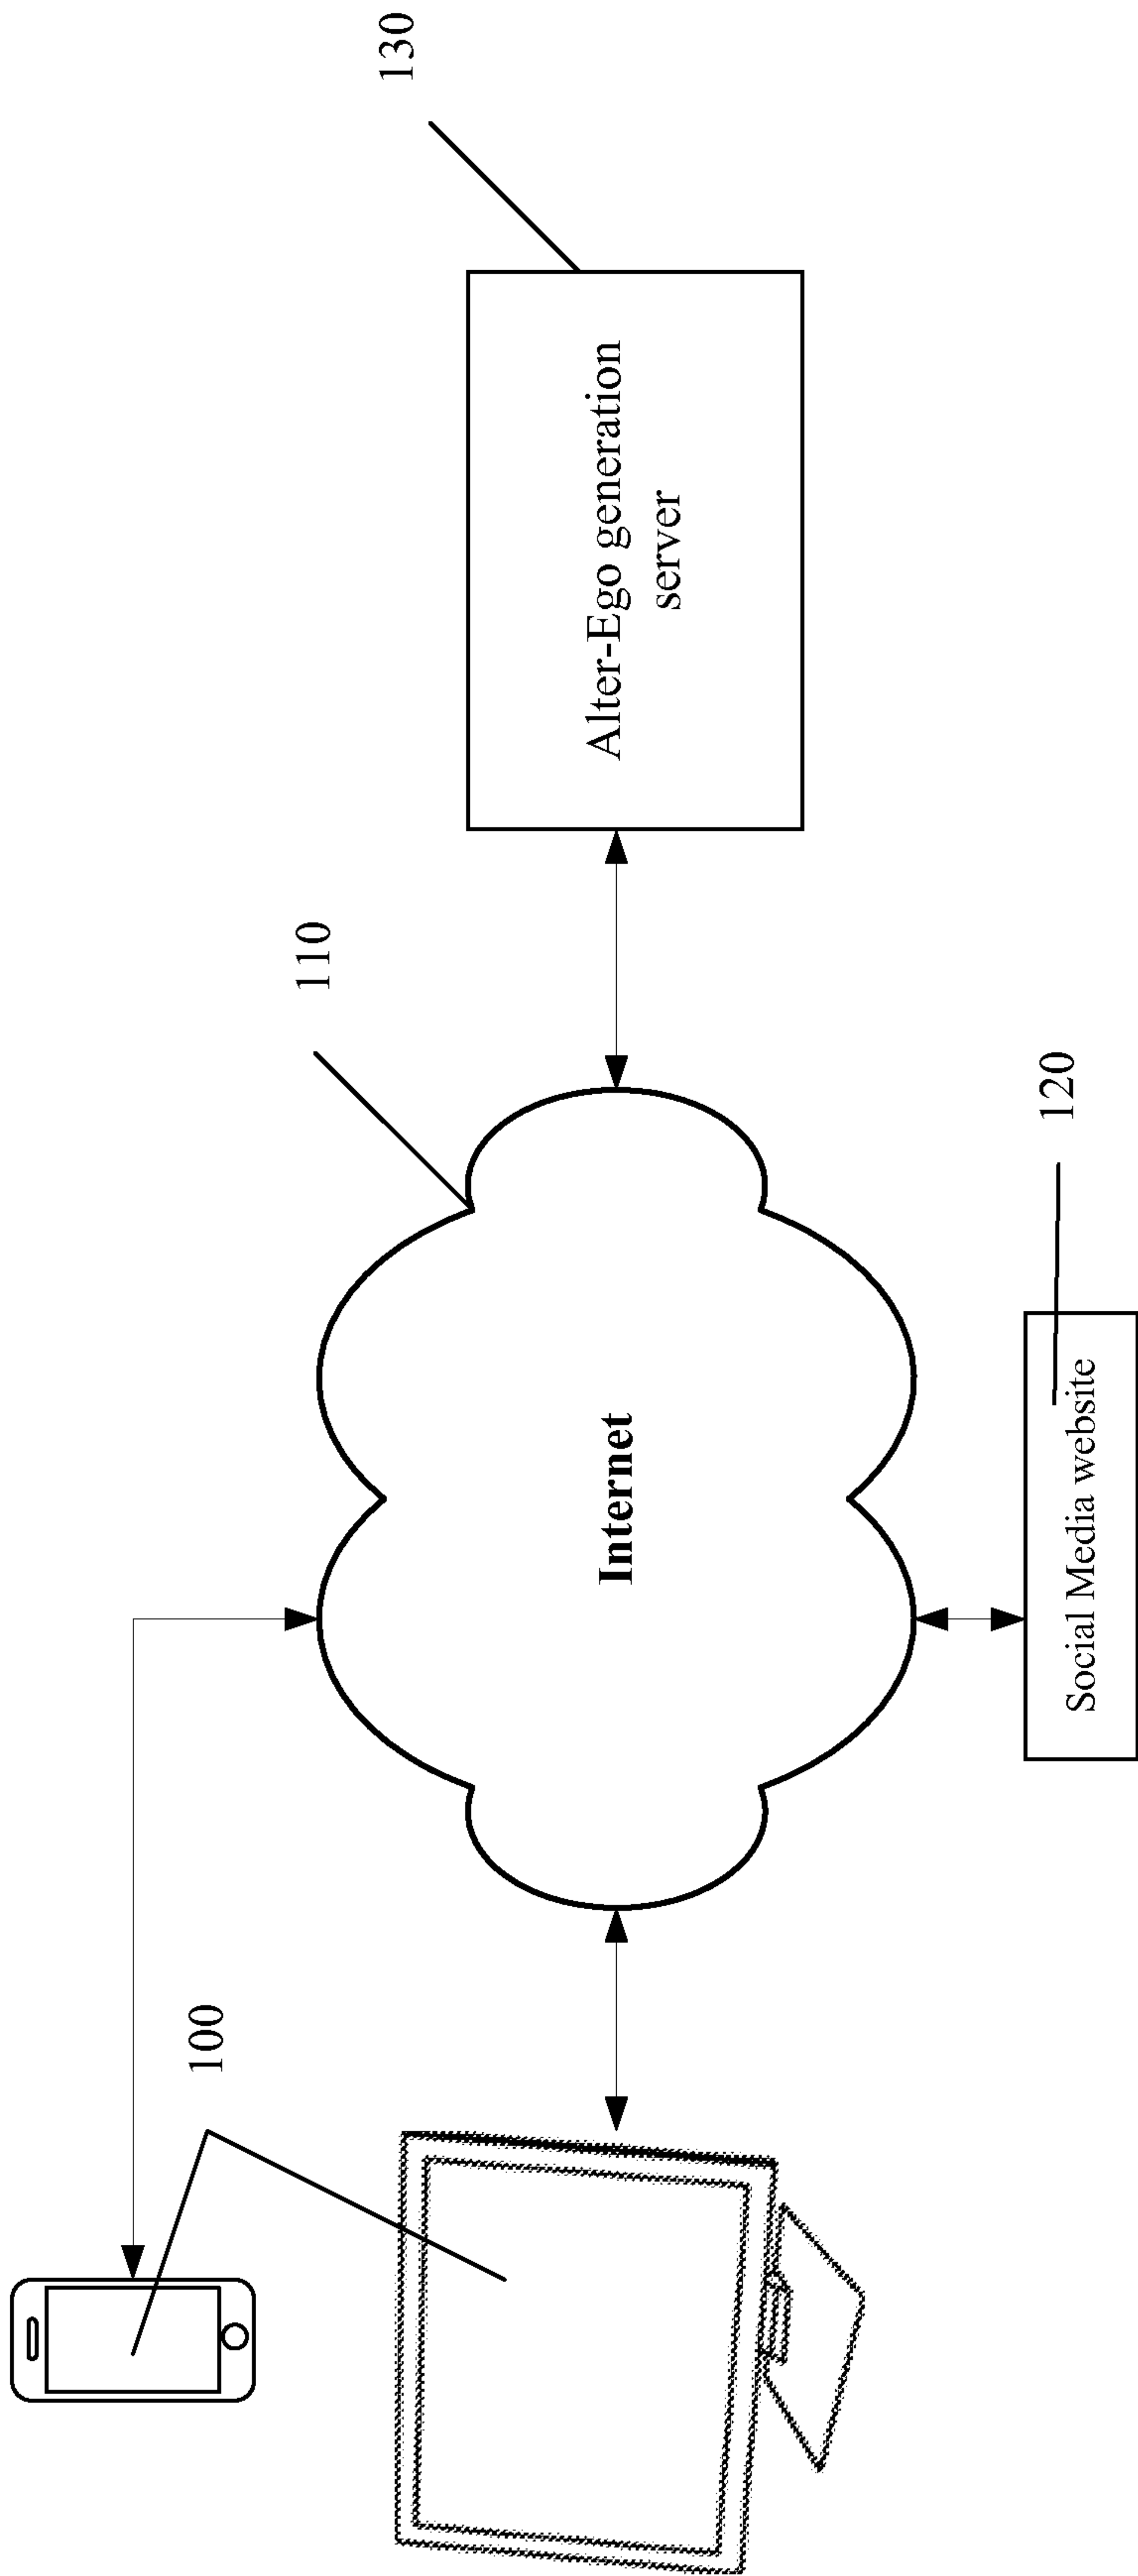 100
110
130
Internet
Alter-Ego generation
server
120
Social Media website